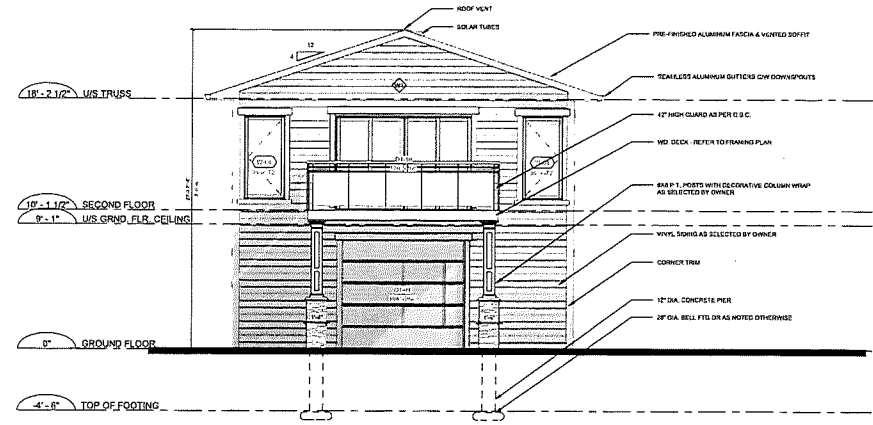 ROOF VENT
SOLAR TUBES
12
4
PRE-FINISHED ALUMINUM FASCIA & VENTED SOFFIT
SEAMLESS ALUMINUM GUTTERS C/W DOWNSPOUTS
18' - 2 1/2" U/S TRUSS
42" HIGH GUARD AS PER O.B.C.
WD. DECK - REFER TO FRAMING PLAN
6X6 P.T. POSTS WITH DECORATIVE COLUMN WRAP
AS SELECTED BY OWNER
10' - 1 1/2" SECOND FLOOR
9' - 1" U/S GRND. FLR. CEILING
VINYL SIDING AS SELECTED BY OWNER
CORNER TRIM
12" DIA. CONCRETE PIER
28" DIA. BELL FTG OR AS NOTED OTHERWISE
0" GROUND FLOOR
-4' - 6" TOP OF FOOTING